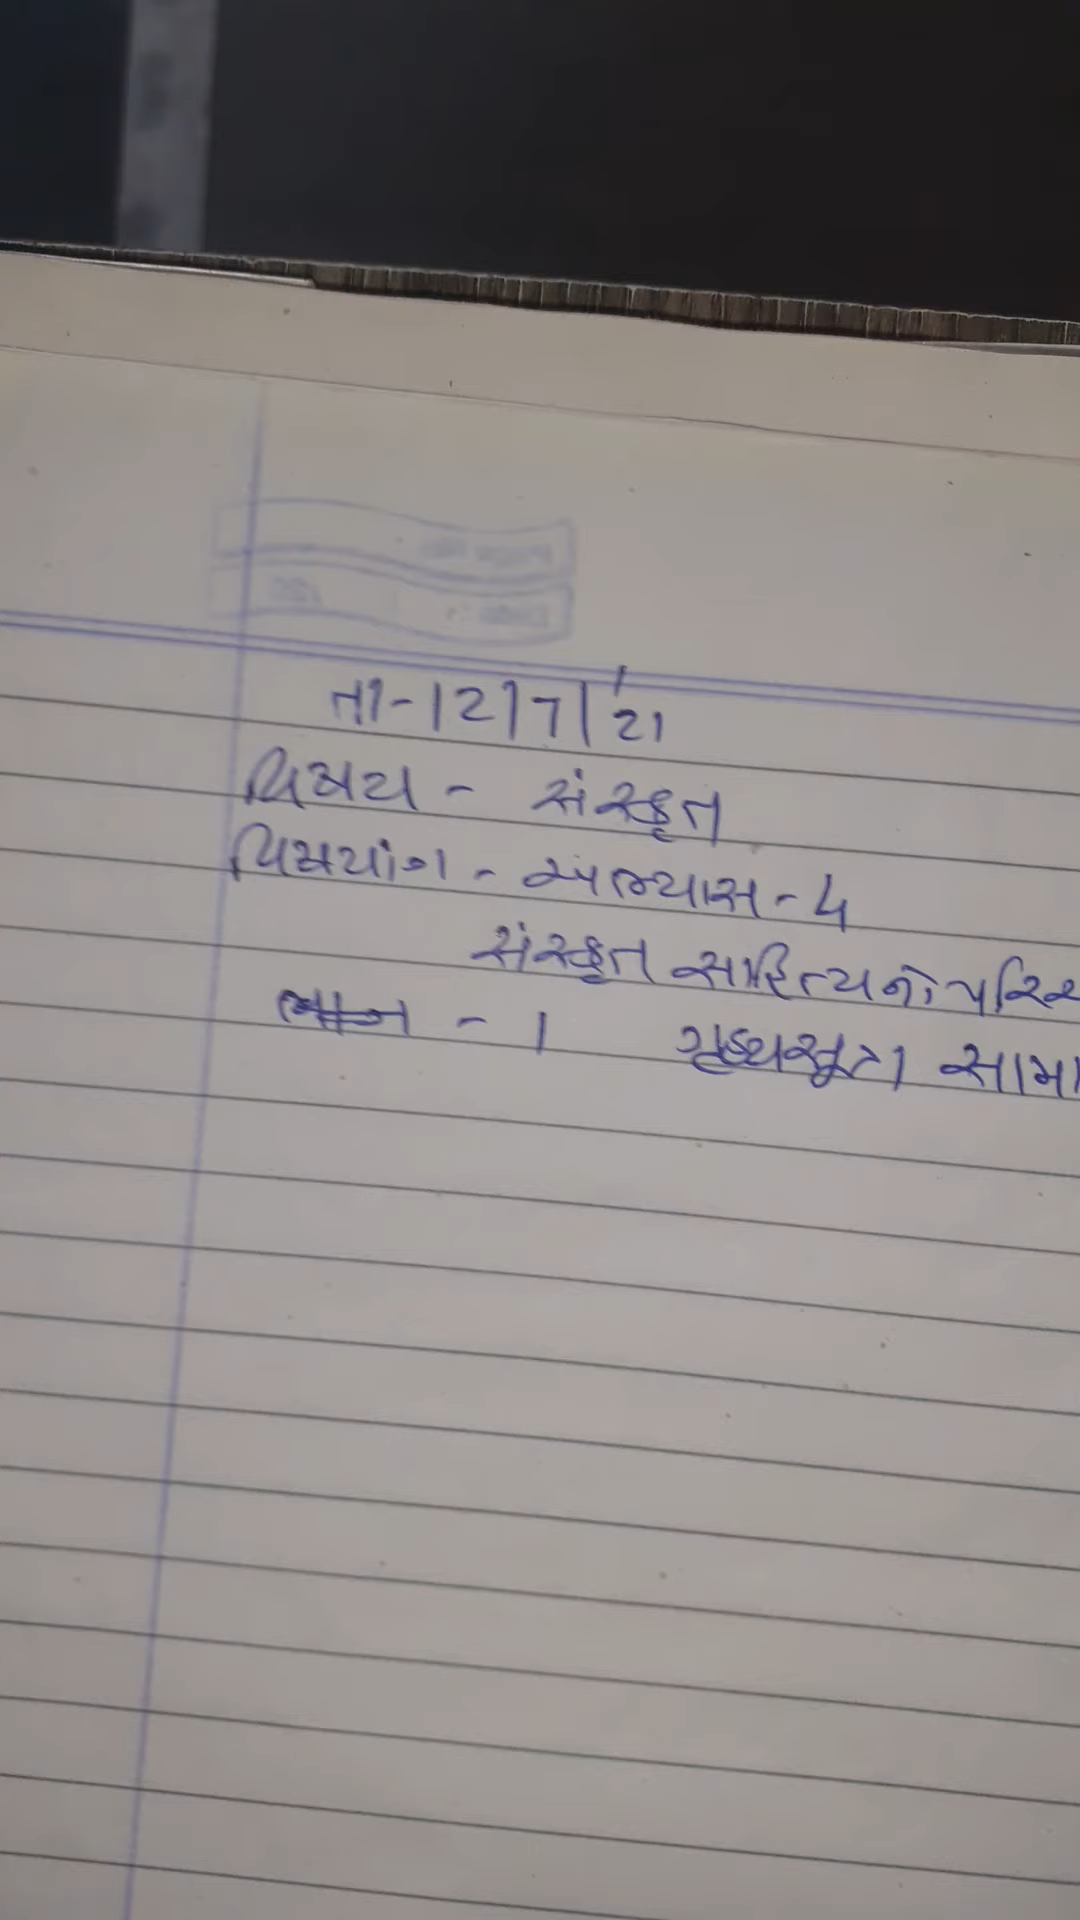 તા-12|7|21
વિષય - સંસ્કૃત
વિષયાંગ - અભ્યાસ-4
સંસ્કૃત સાહિત્યનો પરિચ
- 1 ગૃહ્યસૂત્ર સામા